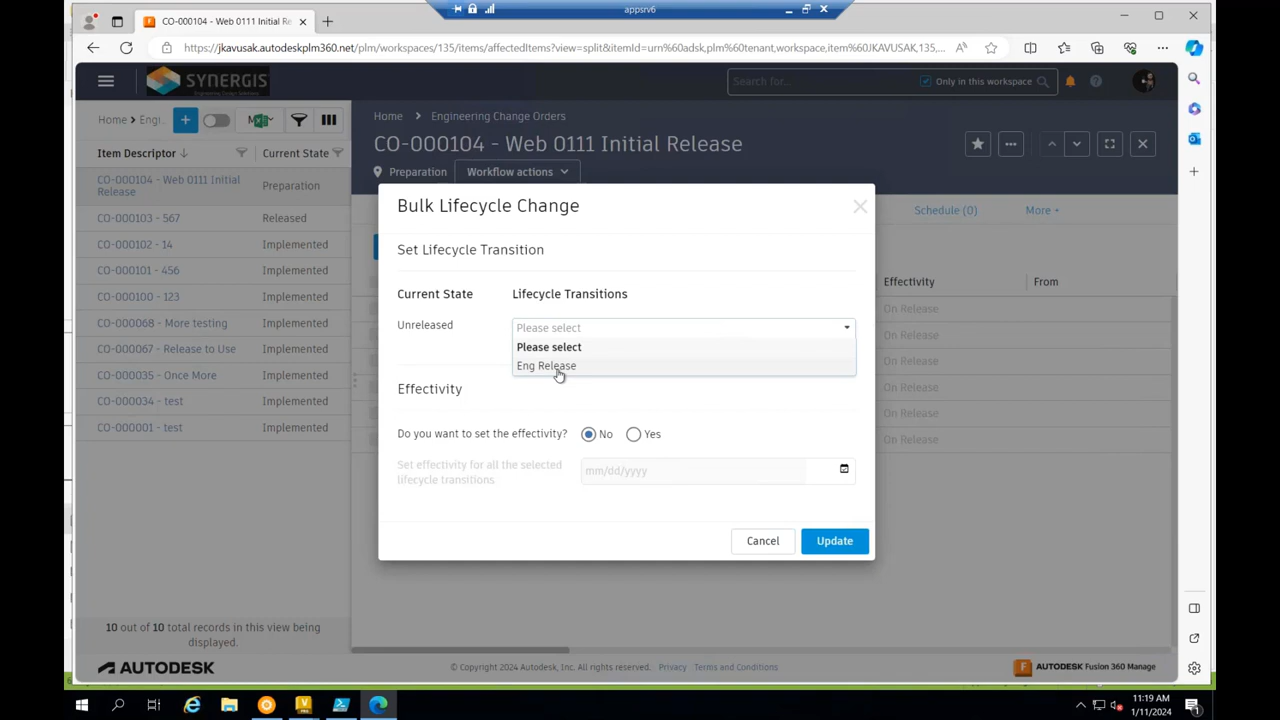 appsrv6
CO-000104 - Web 0111 Initial Re
https://jkavusak.autodeskplm360.net/plm/workspaces/135/items/affectedItems?view=split&itemId=urn%60adsk,plm%60tenant,workspace,item%60JKAVUSAK,135,...
SYNERGIS
Engineering Design Solutions
Search for...
Only in this workspace
Home > Engi
Home > Engineering Change Orders
CO-000104 - Web 0111 Initial Release
Preparation
Workflow actions
Item Descriptor
Current State
CO-000104 - Web 0111 Initial
Release
Preparation
CO-000103 - 567
Released
CO-000102 - 14
Implemented
CO-000101 - 456
Implemented
CO-000100 - 123
Implemented
CO-000068 - More testing
Implemented
CO-000067 - Release to Use
Implemented
CO-000035 - Once More
Implemented
CO-000034 - test
Implemented
CO-000001 - test
Implemented
10 out of 10 total records in this view being
displayed.
Schedule (0)
More
Effectivity
From
On Release
On Release
On Release
On Release
On Release
On Release
Bulk Lifecycle Change
Set Lifecycle Transition
Current State
Lifecycle Transitions
Unreleased
Please select
Please select
Eng Release
Effectivity
Do you want to set the effectivity?
No
Yes
Set effectivity for all the selected
lifecycle transitions
mm/dd/yyyy
Cancel
Update
AUTODESK
© Copyright 2024 Autodesk, Inc. All rights reserved.
Privacy
Terms and Conditions
AUTODESK Fusion 360 Manage
11:19 AM
1/11/2024